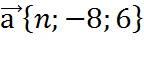 a⃗ {n; −8; 6}